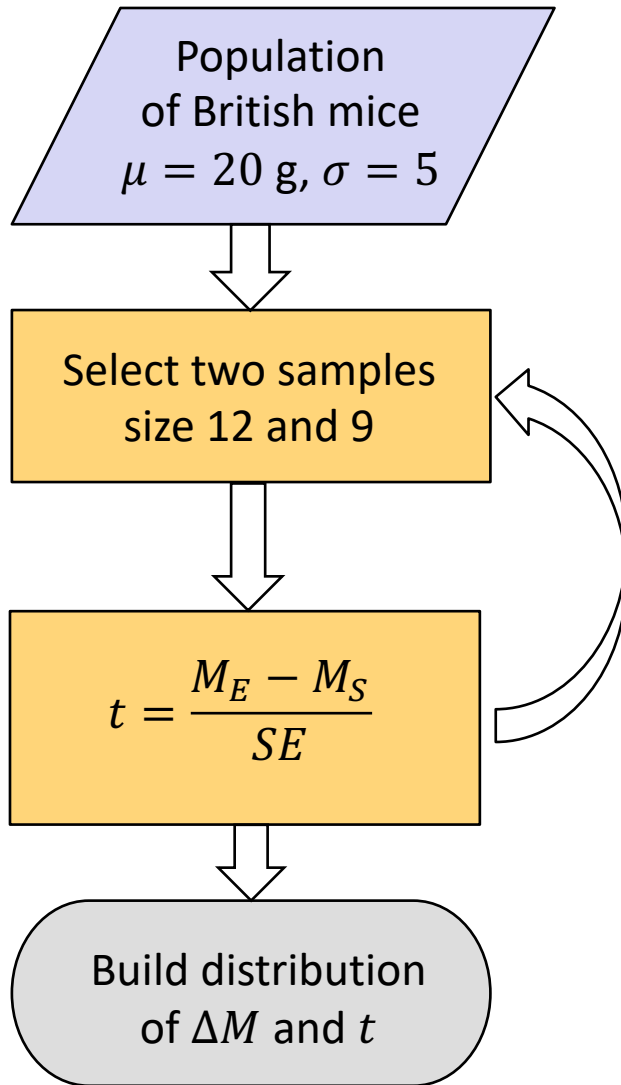 Population
of British mice
μ = 20 g, σ = 5
Select two samples
size 12 and 9
t = (M_E − M_S) / SE
Build distribution
of ΔM and t